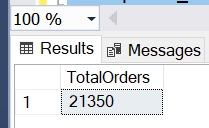 100 %
Results Messages
TotalOrders
1 21350